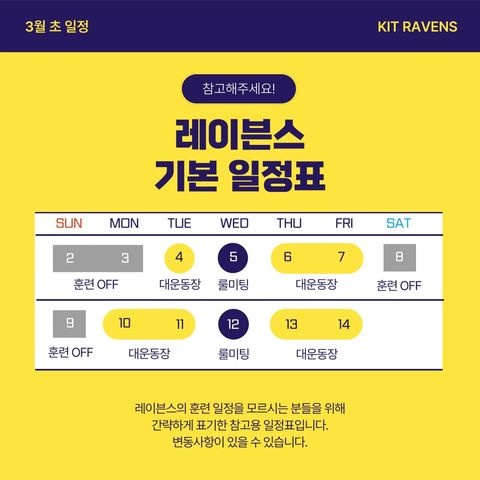 3월 초 일정
KIT RAVENS
참고해주세요!
레이븐스
기본 일정표
SUN MON TUE WED THU FRI SAT
2 3 4 5 6 7 8
훈련 OFF 대운동장 룰미팅 대운동장 훈련 OFF
9 10 11 12 13 14
훈련 OFF 대운동장 룰미팅 대운동장
레이븐스의 훈련 일정을 모르시는 분들을 위해
간략하게 표기한 참고용 일정표입니다.
변동사항이 있을 수 있습니다.